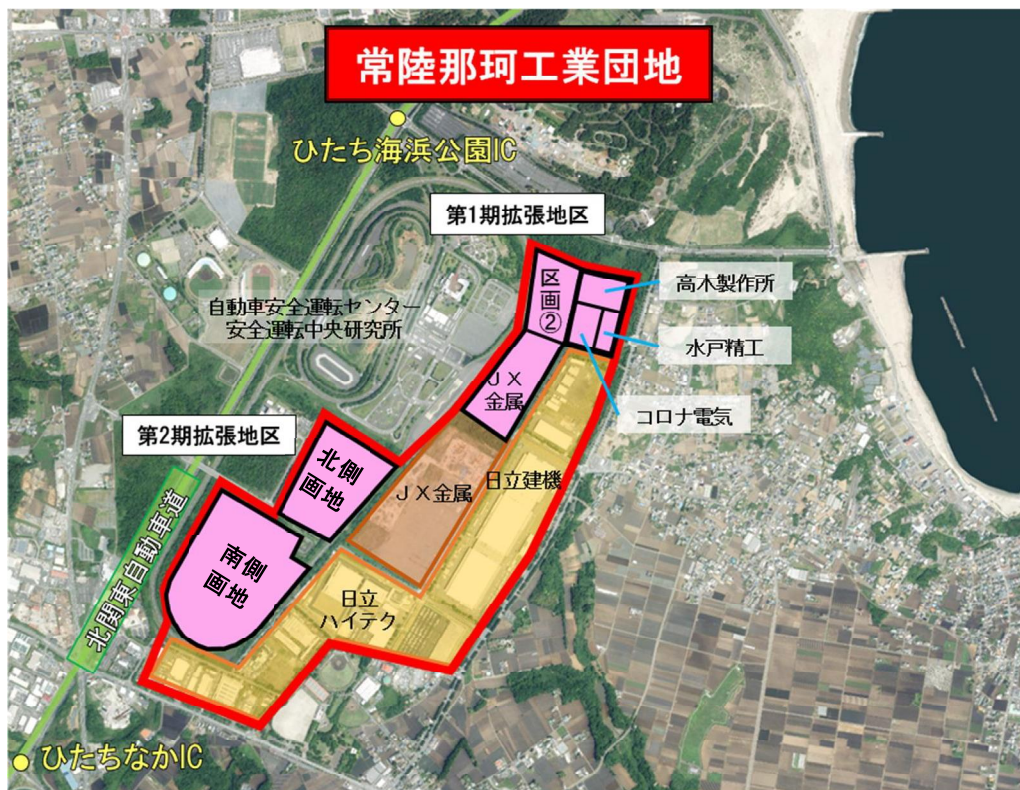 常陸那珂工業団地
ひたち海浜公園IC
第1期拡張地区
区画②
高木製作所
自動車安全運転センター
安全運転中央研究所
水戸精工
JX
金属
コロナ電気
第2期拡張地区
北側
画地
JX金属
日立建機
北関東自動車道
南側
画地
日立
ハイテク
ひたちなかIC